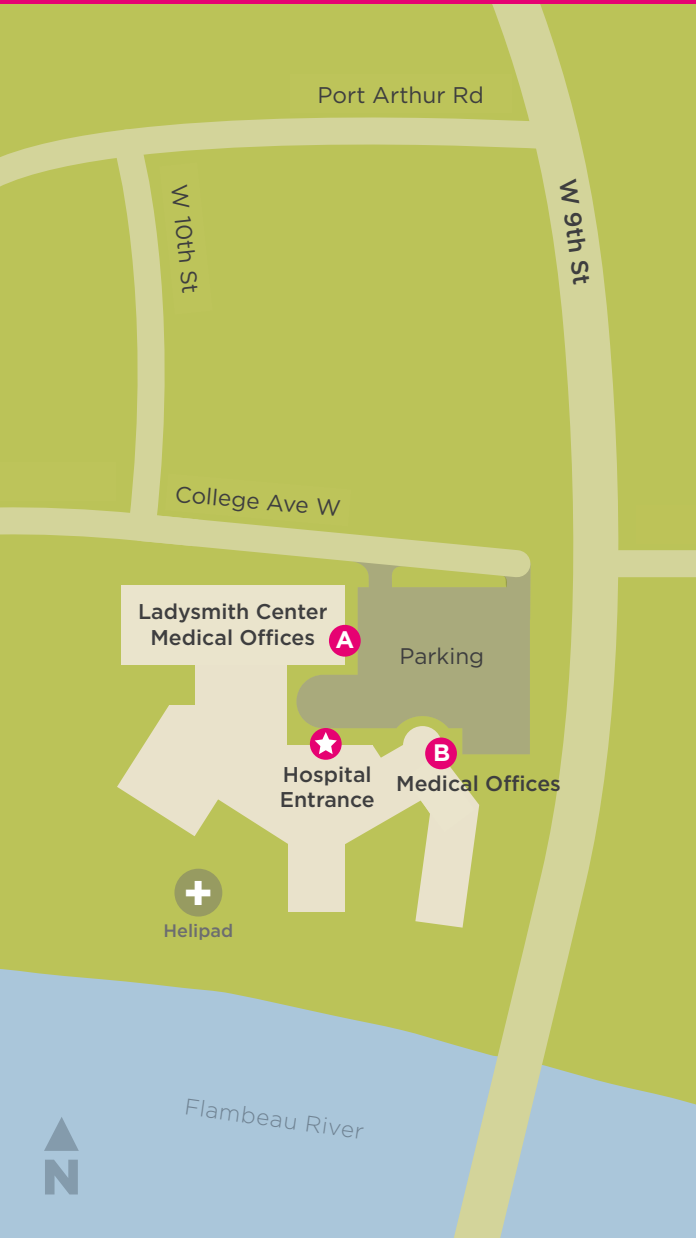 Port Arthur Rd
W 10th St
W 9th St
College Ave W
Ladysmith Center
Medical Offices
A
Parking
B
Hospital
Entrance
Medical Offices
Helipad
Flambeau River
N